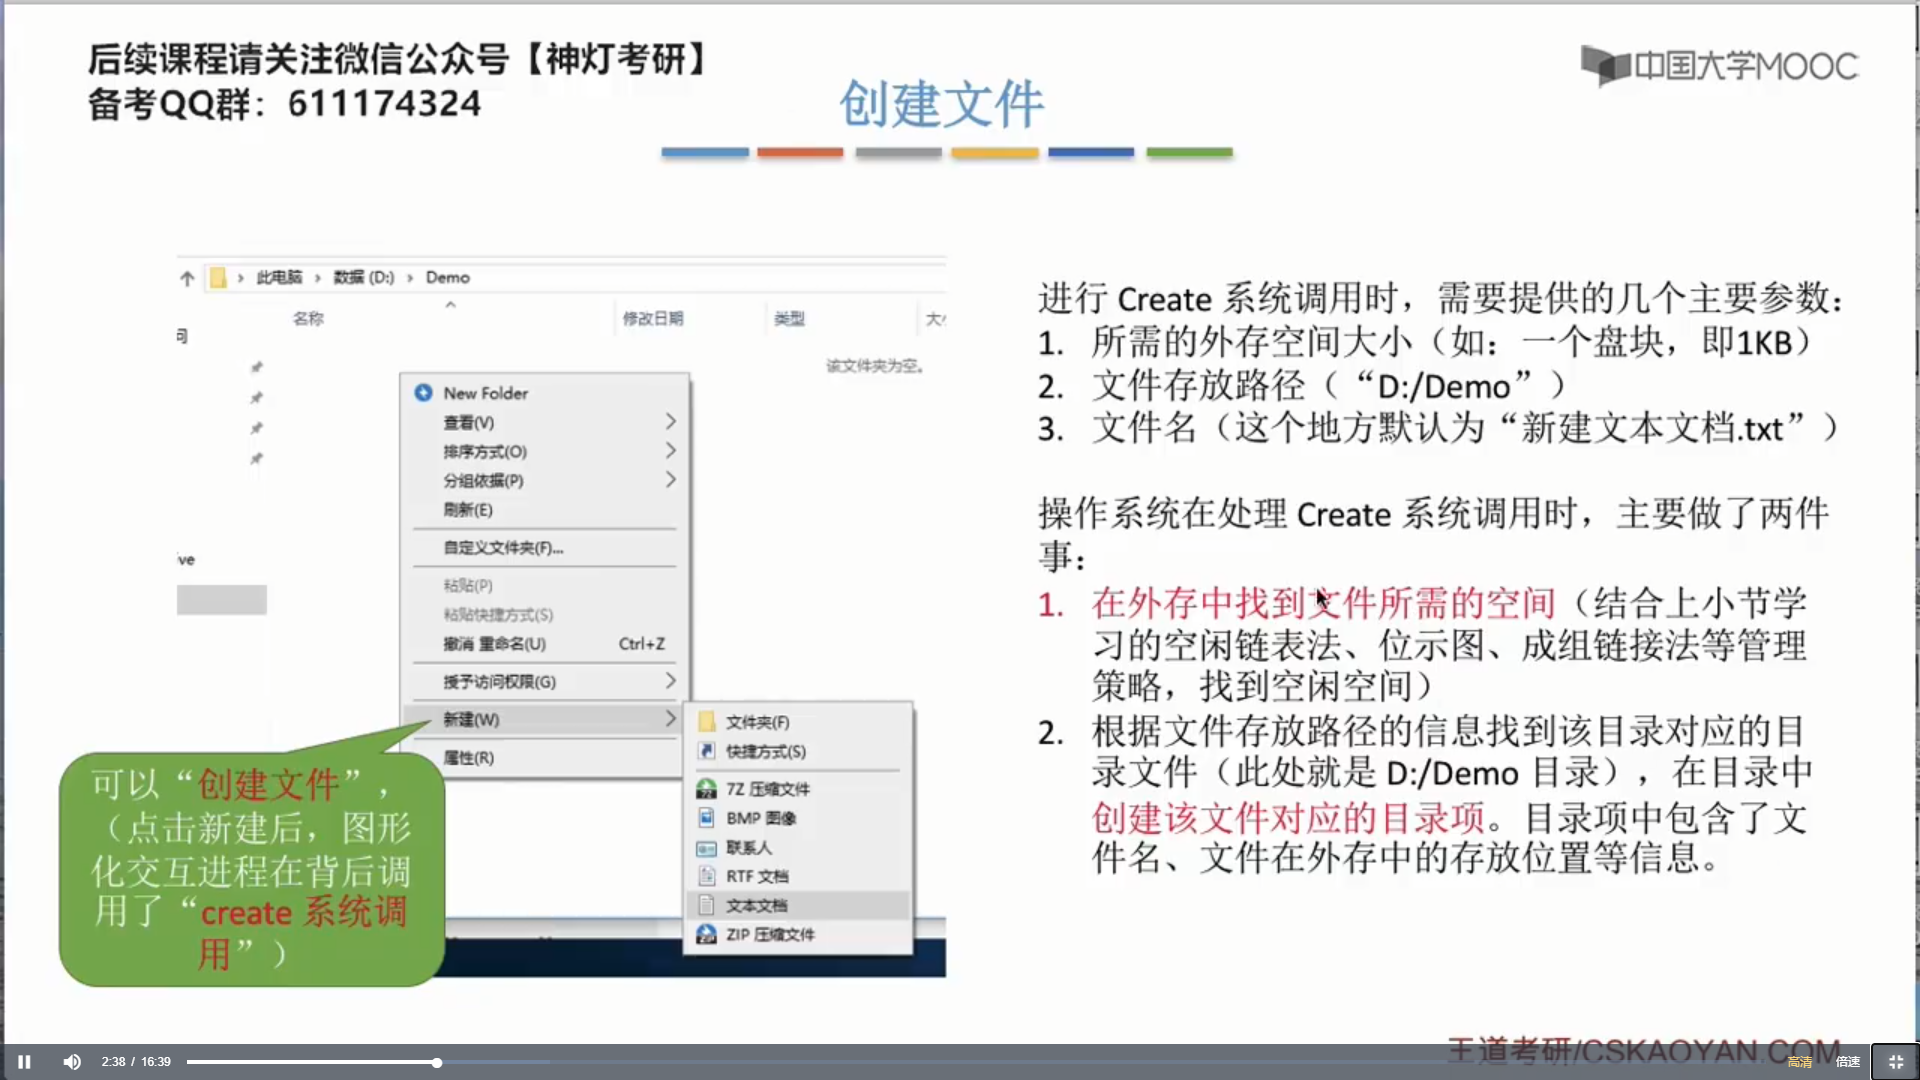 后续课程请关注微信公众号【神灯考研】
备考QQ群：611174324
中国大学MOOC
创建文件
此电脑 › 数据 (D:) › Demo
名称
修改日期
类型
该文件夹为空。
New Folder
查看(V)
排序方式(O)
分组依据(P)
刷新(E)
自定义文件夹(F)...
粘贴(P)
粘贴快捷方式(S)
撤消 重命名(U) Ctrl+Z
授予访问权限(G)
新建(W)
属性(R)
文件夹(F)
快捷方式(S)
7Z 压缩文件
BMP 图像
联系人
RTF 文档
文本文档
ZIP 压缩文件
ve
可以“创建文件”，
（点击新建后，图形
化交互进程在背后调
用了“create 系统调
用”）
进行 Create 系统调用时，需要提供的几个主要参数：
1. 所需的外存空间大小（如：一个盘块，即1KB）
2. 文件存放路径（“D:/Demo”）
3. 文件名（这个地方默认为“新建文本文档.txt”）
操作系统在处理 Create 系统调用时，主要做了两件
事：
1. 在外存中找到文件所需的空间（结合上小节学
习的空闲链表法、位示图、成组链接法等管理
策略，找到空闲空间）
2. 根据文件存放路径的信息找到该目录对应的目
录文件（此处就是 D:/Demo 目录），在目录中
创建该文件对应的目录项。目录项中包含了文
件名、文件在外存中的存放位置等信息。
王道考研/CSKAOYAN.COM
2:38 / 16:39
高清
倍速